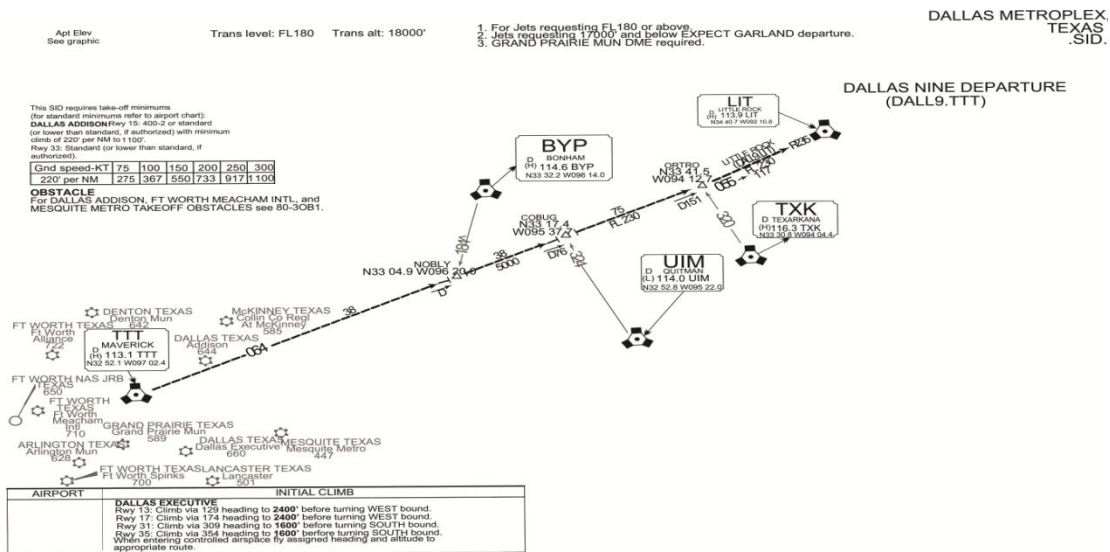 DALLAS METROPLEX,
TEXAS
.SID.
Apt Elev
See graphic
Trans level: FL180 Trans alt: 18000'
1. For Jets requesting FL180 or above.
2. Jets requesting 17000' and below EXPECT GARLAND departure.
3. GRAND PRAIRIE MUN DME required.
DALLAS NINE DEPARTURE
(DALL9.TTT)
This SID requires take-off minimums
(for standard minimums refer to airport chart):
DALLAS ADDISON: Rwy 15: 400-2 or standard
(or lower than standard, if authorized) with minimum
climb of 220' per NM to 1100'.
Rwy 33: Standard (or lower than standard, if
authorized).
Gnd speed-KT 75 100 150 200 250 300
220' per NM 275 367 550 733 917 1100
OBSTACLE
For DALLAS ADDISON, FT WORTH MEACHAM INTL, and
MESQUITE METRO TAKEOFF OBSTACLES see 80-3OB1.
LIT
LITTLE ROCK
D
(H) 113.9 LIT
N34 40.7 W092 10.8
LITTLE ROCK
R235
055
FL 230
117
ORTRO
N33 41.5
W094 12.7
D151
320
TXK
D TEXARKANA
(H) 116.3 TXK
N33 30.8 W094 04.4
BYP
D BONHAM
(H) 114.6 BYP
N33 32.2 W096 14.0
184
COBUG
N33 17.4
W095 37.7
75
FL 230
D76
324
UIM
D QUITMAN
(L) 114.0 UIM
N32 52.8 W095 22.0
NOBLY
N33 04.9 W096 20.0
38
5000
D
38
064
TTT
MAVERICK
D
(H) 113.1 TTT
N32 52.1 W097 02.4
DENTON TEXAS
Denton Mun
642
McKINNEY TEXAS
Collin Co Regl
At McKinney
585
FT WORTH TEXAS
Ft Worth
Alliance
722
DALLAS TEXAS
Addison
644
FT WORTH NAS JRB
TEXAS
650
FT WORTH
TEXAS
Ft Worth
Meacham
Intl
710
GRAND PRAIRIE TEXAS
Grand Prairie Mun
589
ARLINGTON TEXAS
Arlington Mun
628
DALLAS TEXAS
Dallas Executive
660
MESQUITE TEXAS
Mesquite Metro
447
FT WORTH TEXAS
Ft Worth Spinks
700
LANCASTER TEXAS
Lancaster
501
AIRPORT INITIAL CLIMB
DALLAS EXECUTIVE
Rwy 13: Climb via 129 heading to 2400' before turning WEST bound.
Rwy 17: Climb via 174 heading to 2400' before turning WEST bound.
Rwy 31: Climb via 309 heading to 1600' before turning SOUTH bound.
Rwy 35: Climb via 354 heading to 1600' berfore turning SOUTH bound.
When entering controlled airspace fly assigned heading and altitude to
appropriate route.